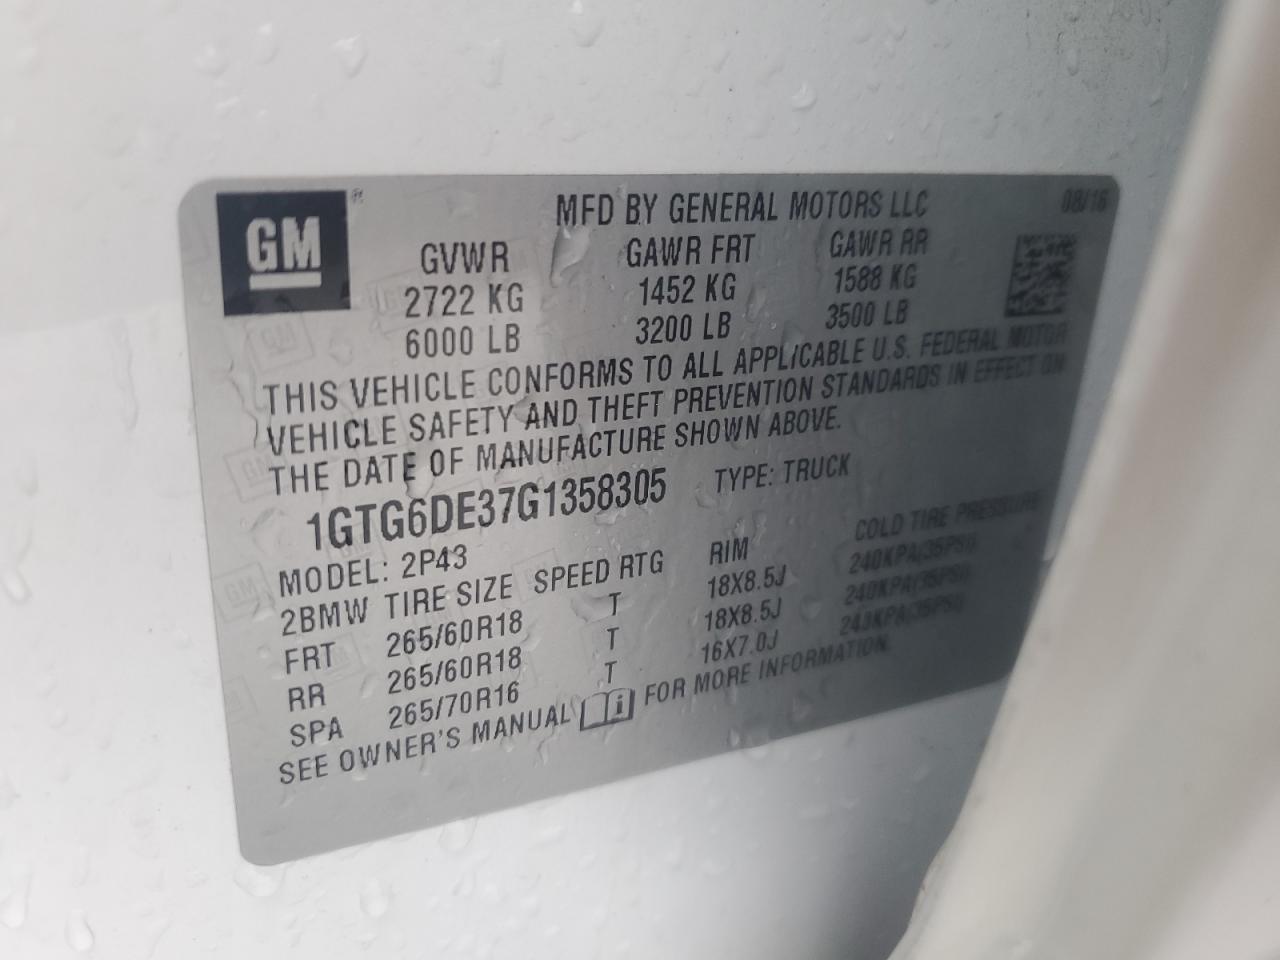 GM ®
MFD BY GENERAL MOTORS LLC 08/16
GVWR GAWR FRT GAWR RR
2722 KG 1452 KG 1588 KG
6000 LB 3200 LB 3500 LB
THIS VEHICLE CONFORMS TO ALL APPLICABLE U.S. FEDERAL MOTOR
VEHICLE SAFETY AND THEFT PREVENTION STANDARDS IN EFFECT ON
THE DATE OF MANUFACTURE SHOWN ABOVE.
1GTG6DE37G1358305 TYPE: TRUCK
MODEL: 2P43
2BMW TIRE SIZE SPEED RTG RIM COLD TIRE PRESSURE
FRT 265/60R18 T 18X8.5J 240KPA(35PSI)
RR 265/60R18 T 18X8.5J 240KPA(35PSI)
SPA 265/70R16 T 16X7.0J 240KPA(35PSI)
SEE OWNER'S MANUAL FOR MORE INFORMATION.